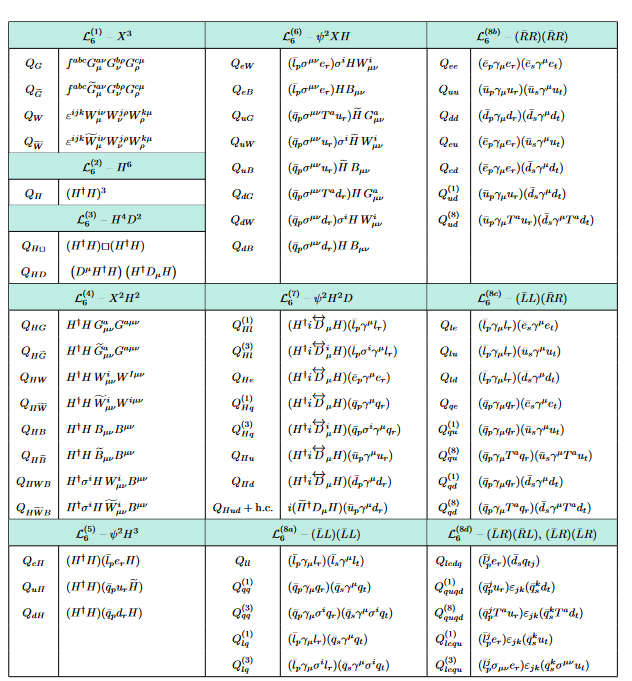 $\mathcal{L}_6^{(1)}$ – $X^3$
$Q_G$ $f^{abc}G_\mu^{a\nu}G_\nu^{b\rho}G_\rho^{c\mu}$
$Q_{\widetilde{G}}$ $f^{abc}\widetilde{G}_\mu^{a\nu}G_\nu^{b\rho}G_\rho^{c\mu}$
$Q_W$ $\varepsilon^{ijk}W_\mu^{i\nu}W_\nu^{j\rho}W_\rho^{k\mu}$
$Q_{\widetilde{W}}$ $\varepsilon^{ijk}\widetilde{W}_\mu^{i\nu}W_\nu^{j\rho}W_\rho^{k\mu}$
$\mathcal{L}_6^{(2)}$ – $H^6$
$Q_H$ $(H^\dagger H)^3$
$\mathcal{L}_6^{(3)}$ – $H^4D^2$
$Q_{H\square}$ $(H^\dagger H)\square(H^\dagger H)$
$Q_{HD}$ $(D^\mu H^\dagger H)(H^\dagger D_\mu H)$
$\mathcal{L}_6^{(6)}$ – $\psi^2XH$
$Q_{eW}$ $(\bar{l}_p\sigma^{\mu\nu}e_r)\sigma^iHW_{\mu\nu}^i$
$Q_{eB}$ $(\bar{l}_p\sigma^{\mu\nu}e_r)HB_{\mu\nu}$
$Q_{uG}$ $(\bar{q}_p\sigma^{\mu\nu}T^au_r)\widetilde{H}G_{\mu\nu}^a$
$Q_{uW}$ $(\bar{q}_p\sigma^{\mu\nu}u_r)\sigma^i\widetilde{H}W_{\mu\nu}^i$
$Q_{uB}$ $(\bar{q}_p\sigma^{\mu\nu}u_r)\widetilde{H}B_{\mu\nu}$
$Q_{dG}$ $(\bar{q}_p\sigma^{\mu\nu}T^ad_r)HG_{\mu\nu}^a$
$Q_{dW}$ $(\bar{q}_p\sigma^{\mu\nu}d_r)\sigma^iHW_{\mu\nu}^i$
$Q_{dB}$ $(\bar{q}_p\sigma^{\mu\nu}d_r)HB_{\mu\nu}$
$\mathcal{L}_6^{(8b)}$ – $(\bar{R}R)(\bar{R}R)$
$Q_{ee}$ $(\bar{e}_p\gamma_\mu e_r)(\bar{e}_s\gamma^\mu e_t)$
$Q_{uu}$ $(\bar{u}_p\gamma_\mu u_r)(\bar{u}_s\gamma^\mu u_t)$
$Q_{dd}$ $(\bar{d}_p\gamma_\mu d_r)(\bar{d}_s\gamma^\mu d_t)$
$Q_{eu}$ $(\bar{e}_p\gamma_\mu e_r)(\bar{u}_s\gamma^\mu u_t)$
$Q_{ed}$ $(\bar{e}_p\gamma_\mu e_r)(\bar{d}_s\gamma^\mu d_t)$
$Q_{ud}^{(1)}$ $(\bar{u}_p\gamma_\mu u_r)(\bar{d}_s\gamma^\mu d_t)$
$Q_{ud}^{(8)}$ $(\bar{u}_p\gamma_\mu T^au_r)(\bar{d}_s\gamma^\mu T^ad_t)$
$\mathcal{L}_6^{(4)}$ – $X^2H^2$
$Q_{HG}$ $H^\dagger H\,G_{\mu\nu}^aG^{a\mu\nu}$
$Q_{H\widetilde{G}}$ $H^\dagger H\,\widetilde{G}_{\mu\nu}^aG^{a\mu\nu}$
$Q_{HW}$ $H^\dagger H\,W_{\mu\nu}^iW^{I\mu\nu}$
$Q_{H\widetilde{W}}$ $H^\dagger H\,\widetilde{W}_{\mu\nu}^iW^{i\mu\nu}$
$Q_{HB}$ $H^\dagger H\,B_{\mu\nu}B^{\mu\nu}$
$Q_{H\widetilde{B}}$ $H^\dagger H\,\widetilde{B}_{\mu\nu}B^{\mu\nu}$
$Q_{HWB}$ $H^\dagger\sigma^iH\,W_{\mu\nu}^iB^{\mu\nu}$
$Q_{H\widetilde{W}B}$ $H^\dagger\sigma^iH\,\widetilde{W}_{\mu\nu}^iB^{\mu\nu}$
$\mathcal{L}_6^{(7)}$ – $\psi^2H^2D$
$Q_{Hl}^{(1)}$ $(H^\dagger i\overleftrightarrow{D}_\mu H)(\bar{l}_p\gamma^\mu l_r)$
$Q_{Hl}^{(3)}$ $(H^\dagger i\overleftrightarrow{D}_\mu^iH)(\bar{l}_p\sigma^i\gamma^\mu l_r)$
$Q_{He}$ $(H^\dagger i\overleftrightarrow{D}_\mu H)(\bar{e}_p\gamma^\mu e_r)$
$Q_{Hq}^{(1)}$ $(H^\dagger i\overleftrightarrow{D}_\mu H)(\bar{q}_p\gamma^\mu q_r)$
$Q_{Hq}^{(3)}$ $(H^\dagger i\overleftrightarrow{D}_\mu^iH)(\bar{q}_p\sigma^i\gamma^\mu q_r)$
$Q_{Hu}$ $(H^\dagger i\overleftrightarrow{D}_\mu H)(\bar{u}_p\gamma^\mu u_r)$
$Q_{Hd}$ $(H^\dagger i\overleftrightarrow{D}_\mu H)(\bar{d}_p\gamma^\mu d_r)$
$Q_{Hud}$ + h.c. $i(\widetilde{H}^\dagger D_\mu H)(\bar{u}_p\gamma^\mu d_r)$
$\mathcal{L}_6^{(8c)}$ – $(\bar{L}L)(\bar{R}R)$
$Q_{le}$ $(\bar{l}_p\gamma_\mu l_r)(\bar{e}_s\gamma^\mu e_t)$
$Q_{lu}$ $(\bar{l}_p\gamma_\mu l_r)(\bar{u}_s\gamma^\mu u_t)$
$Q_{ld}$ $(\bar{l}_p\gamma_\mu l_r)(\bar{d}_s\gamma^\mu d_t)$
$Q_{qe}$ $(\bar{q}_p\gamma_\mu q_r)(\bar{e}_s\gamma^\mu e_t)$
$Q_{qu}^{(1)}$ $(\bar{q}_p\gamma_\mu q_r)(\bar{u}_s\gamma^\mu u_t)$
$Q_{qu}^{(8)}$ $(\bar{q}_p\gamma_\mu T^aq_r)(\bar{u}_s\gamma^\mu T^au_t)$
$Q_{qd}^{(1)}$ $(\bar{q}_p\gamma_\mu q_r)(\bar{d}_s\gamma^\mu d_t)$
$Q_{qd}^{(8)}$ $(\bar{q}_p\gamma_\mu T^aq_r)(\bar{d}_s\gamma^\mu T^ad_t)$
$\mathcal{L}_6^{(5)}$ – $\psi^2H^3$
$Q_{eH}$ $(H^\dagger H)(\bar{l}_pe_rH)$
$Q_{uH}$ $(H^\dagger H)(\bar{q}_pu_r\widetilde{H})$
$Q_{dH}$ $(H^\dagger H)(\bar{q}_pd_rH)$
$\mathcal{L}_6^{(8a)}$ – $(\bar{L}L)(\bar{L}L)$
$Q_{ll}$ $(\bar{l}_p\gamma_\mu l_r)(\bar{l}_s\gamma^\mu l_t)$
$Q_{qq}^{(1)}$ $(\bar{q}_p\gamma_\mu q_r)(\bar{q}_s\gamma^\mu q_t)$
$Q_{qq}^{(3)}$ $(\bar{q}_p\gamma_\mu\sigma^iq_r)(\bar{q}_s\gamma^\mu\sigma^iq_t)$
$Q_{lq}^{(1)}$ $(\bar{l}_p\gamma_\mu l_r)(\bar{q}_s\gamma^\mu q_t)$
$Q_{lq}^{(3)}$ $(\bar{l}_p\gamma_\mu\sigma^il_r)(\bar{q}_s\gamma^\mu\sigma^iq_t)$
$\mathcal{L}_6^{(8d)}$ – $(\bar{L}R)(\bar{R}L)$, $(\bar{L}R)(\bar{L}R)$
$Q_{ledq}$ $(\bar{l}_p^je_r)(\bar{d}_sq_{tj})$
$Q_{quqd}^{(1)}$ $(\bar{q}_p^ju_r)\varepsilon_{jk}(\bar{q}_s^kd_t)$
$Q_{quqd}^{(8)}$ $(\bar{q}_p^jT^au_r)\varepsilon_{jk}(\bar{q}_s^kT^ad_t)$
$Q_{lequ}^{(1)}$ $(\bar{l}_p^je_r)\varepsilon_{jk}(\bar{q}_s^ku_t)$
$Q_{lequ}^{(3)}$ $(\bar{l}_p^j\sigma_{\mu\nu}e_r)\varepsilon_{jk}(\bar{q}_s^k\sigma^{\mu\nu}u_t)$